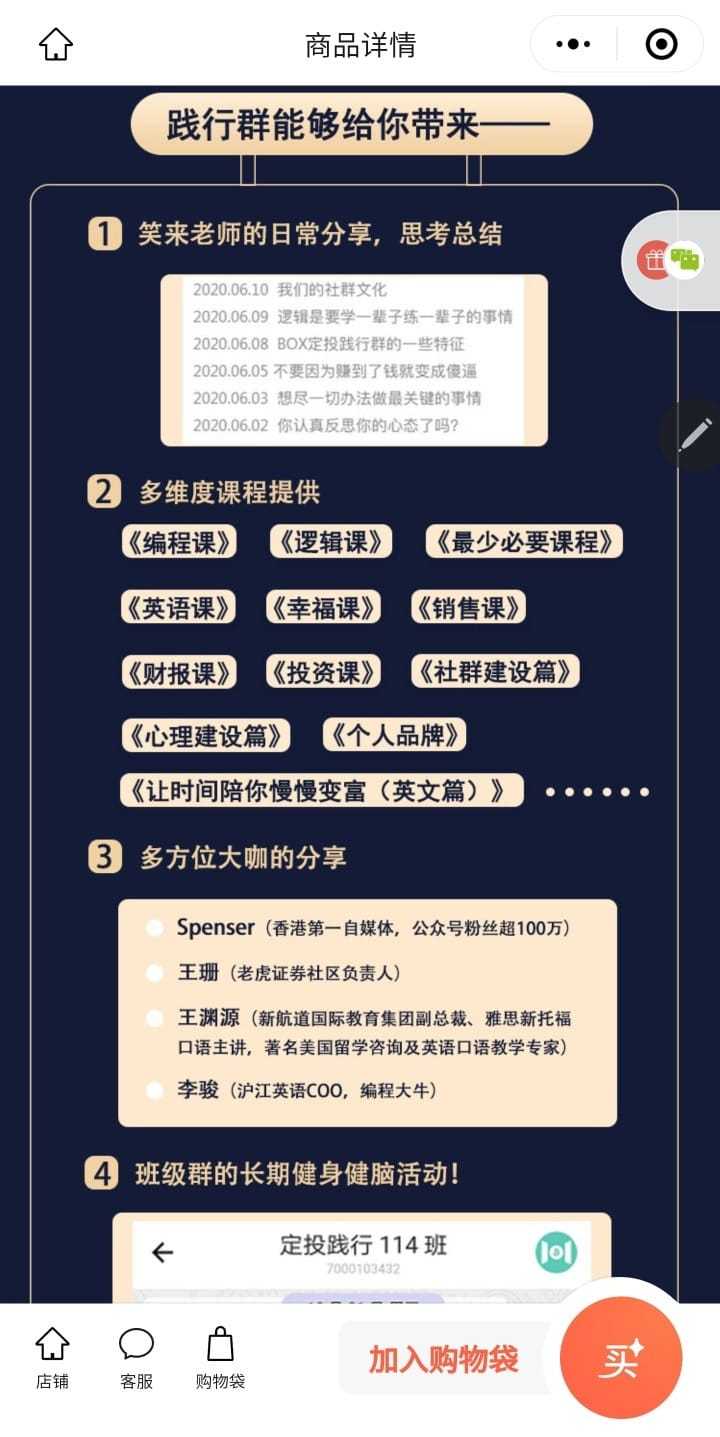 商品详情
践行群能够给你带来——
1 笑来老师的日常分享，思考总结
2020.06.10 我们的社群文化
2020.06.09 逻辑是要学一辈子练一辈子的事情
2020.06.08 BOX定投践行群的一些特征
2020.06.05 不要因为赚到了钱就变成傻逼
2020.06.03 想尽一切办法做最关键的事情
2020.06.02 你认真反思你的心态了吗?
2 多维度课程提供
《编程课》 《逻辑课》 《最少必要课程》
《英语课》 《幸福课》 《销售课》
《财报课》 《投资课》 《社群建设篇》
《心理建设篇》 《个人品牌》
《让时间陪你慢慢变富（英文篇）》 ······
3 多方位大咖的分享
Spenser（香港第一自媒体，公众号粉丝超100万）
王珊（老虎证券社区负责人）
王渊源（新航道国际教育集团副总裁、雅思新托福
口语主讲，著名美国留学咨询及英语口语教学专家）
李骏（沪江英语COO，编程大牛）
4 班级群的长期健身健脑活动！
定投践行 114 班
7000103432
店铺 客服 购物袋 加入购物袋 买